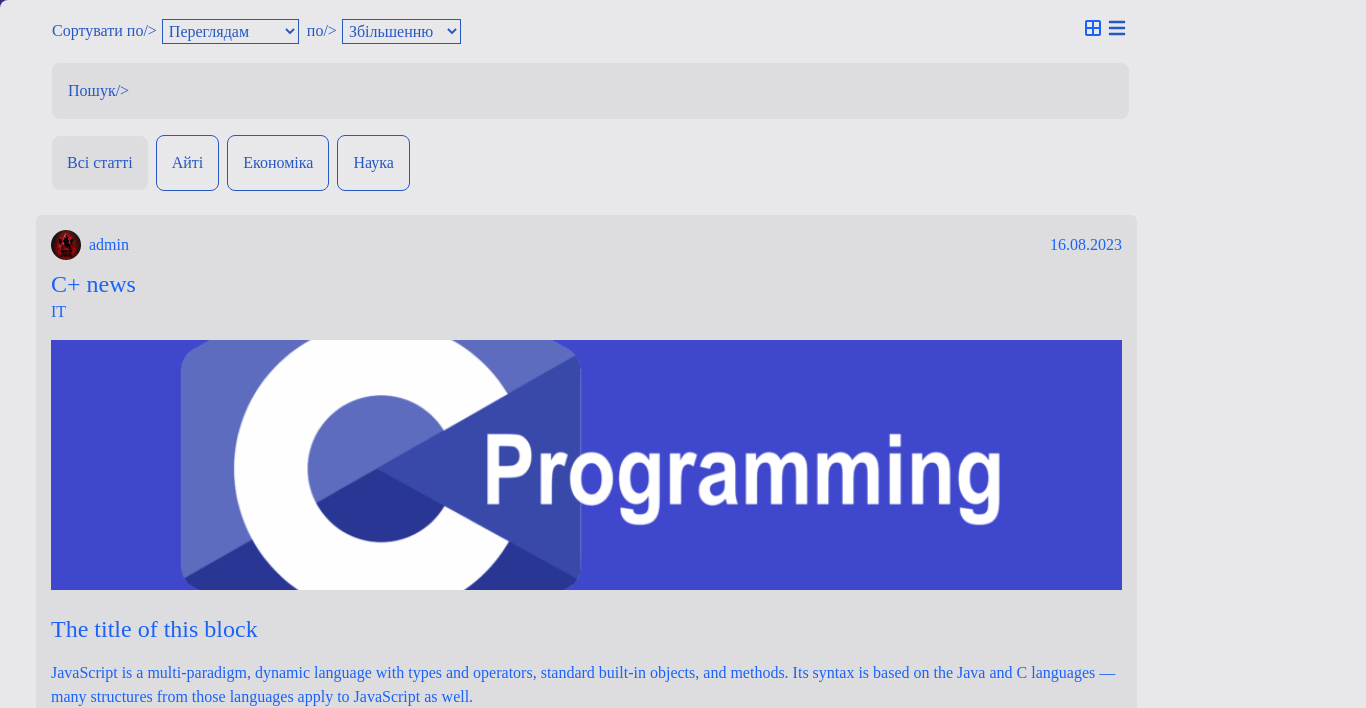 Сортувати по/> Переглядам по/> Збільшенню
Пошук/>
Всі статті Айті Економіка Наука
admin 16.08.2023
C+ news
IT
Programming
The title of this block
JavaScript is a multi-paradigm, dynamic language with types and operators, standard built-in objects, and methods. Its syntax is based on the Java and C languages —
many structures from those languages apply to JavaScript as well.